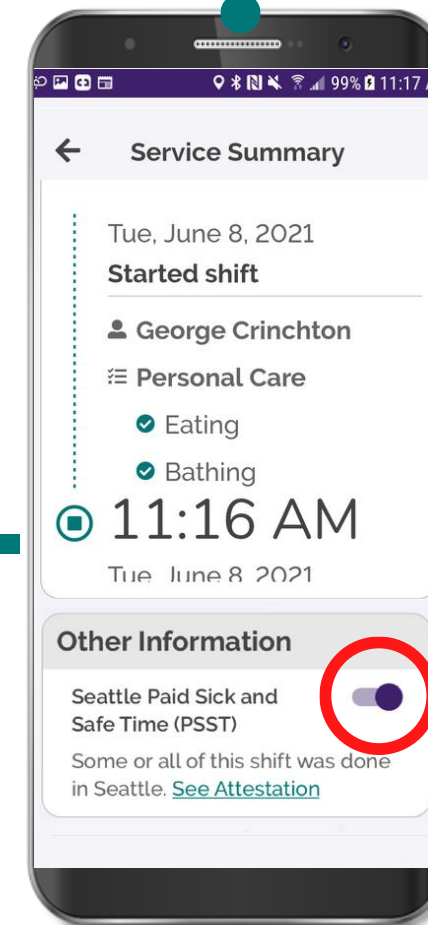 99% 11:17
Service Summary
Tue, June 8, 2021
Started shift
George Crinchton
Personal Care
Eating
Bathing
11:16 AM
Tue, June 8, 2021
Other Information
Seattle Paid Sick and
Safe Time (PSST)
Some or all of this shift was done
in Seattle. See Attestation